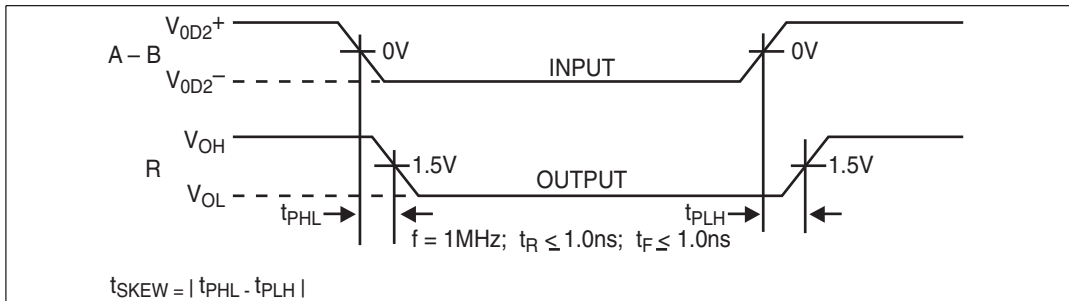 V0D2+
A – B
0V
0V
V0D2–
INPUT
VOH
R
1.5V
1.5V
VOL
OUTPUT
tPHL
tPLH
f = 1MHz; tR ≤ 1.0ns; tF ≤ 1.0ns
tSKEW = | tPHL - tPLH |